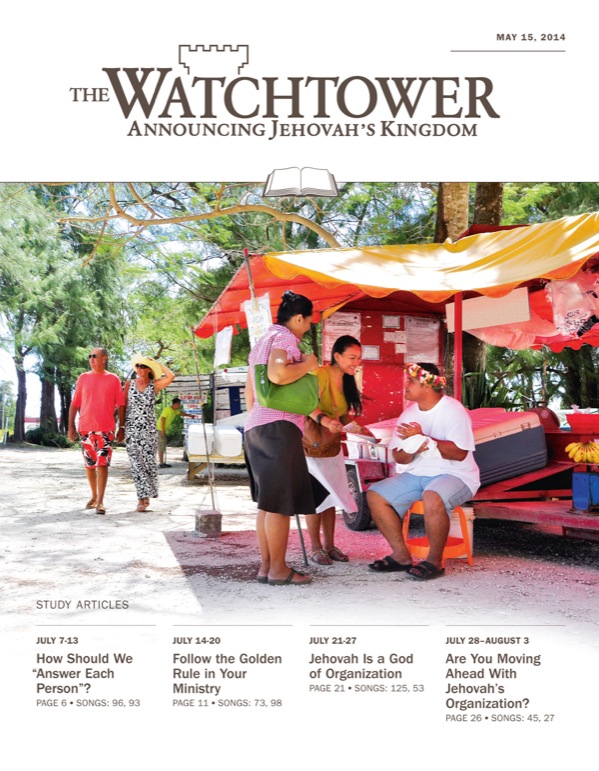 MAY 15, 2014
THE WATCHTOWER
ANNOUNCING JEHOVAH'S KINGDOM
STUDY ARTICLES
JULY 7-13
How Should We
“Answer Each
Person”?
PAGE 6 • SONGS: 96, 93
JULY 14-20
Follow the Golden
Rule in Your
Ministry
PAGE 11 • SONGS: 73, 98
JULY 21-27
Jehovah Is a God
of Organization
PAGE 21 • SONGS: 125, 53
JULY 28–AUGUST 3
Are You Moving
Ahead With
Jehovah’s
Organization?
PAGE 26 • SONGS: 45, 27